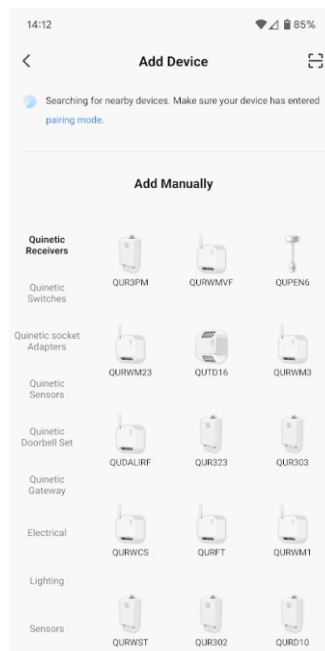 14:12
85%
Add Device
Searching for nearby devices. Make sure your device has entered
pairing mode.
Add Manually
Quinetic
Receivers
Quinetic
Switches
Quinetic socket
Adapters
Quinetic
Sensors
Quinetic
Doorbell Set
Quinetic
Gateway
Electrical
Lighting
Sensors
QUR3PM
QURWMVF
QUPEN6
QURWM23
QUTD16
QURWM3
QUDALIRF
QUR323
QUR303
QURWCS
QURFT
QURWM1
QURWST
QUR302
QURD10